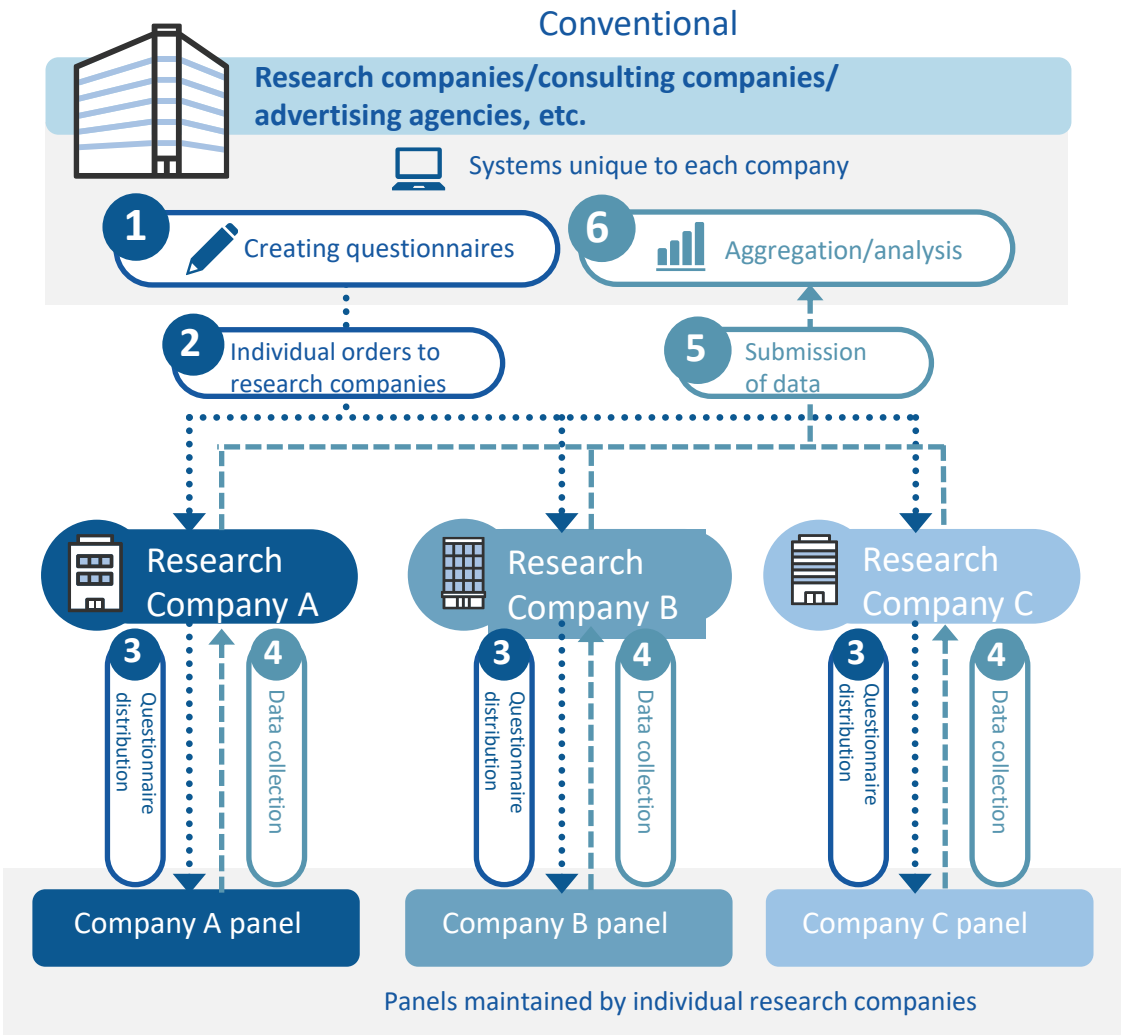 Conventional
Research companies/consulting companies/
advertising agencies, etc.
Systems unique to each company
1
Creating questionnaires
6
Aggregation/analysis
2
Individual orders to
research companies
5
Submission
of data
Research
Company A
Research
Company B
Research
Company C
3
Questionnaire
distribution
4
Data collection
3
Questionnaire
distribution
4
Data collection
3
Questionnaire
distribution
4
Data collection
Company A panel
Company B panel
Company C panel
Panels maintained by individual research companies